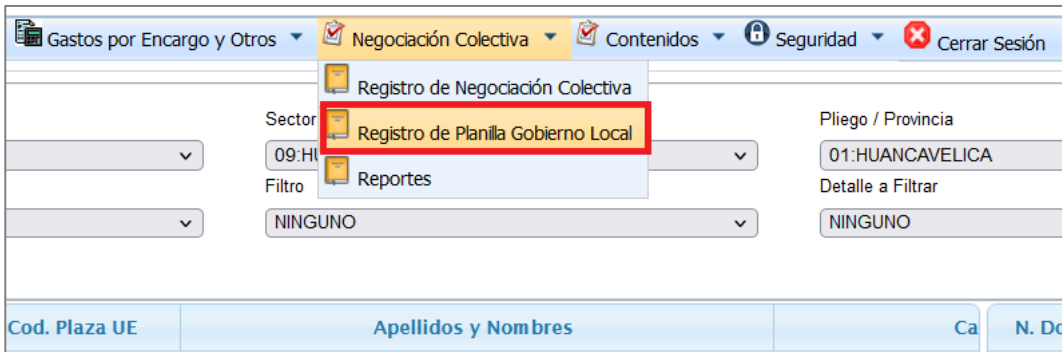 Gastos por Encargo y Otros Negociación Colectiva Contenidos Seguridad Cerrar Sesión
Registro de Negociación Colectiva
Sector Registro de Planilla Gobierno Local Pliego / Provincia
09:HU 01:HUANCAVELICA
Reportes
Filtro Detalle a Filtrar
NINGUNO NINGUNO
Cod. Plaza UE Apellidos y Nombres Ca N. Do